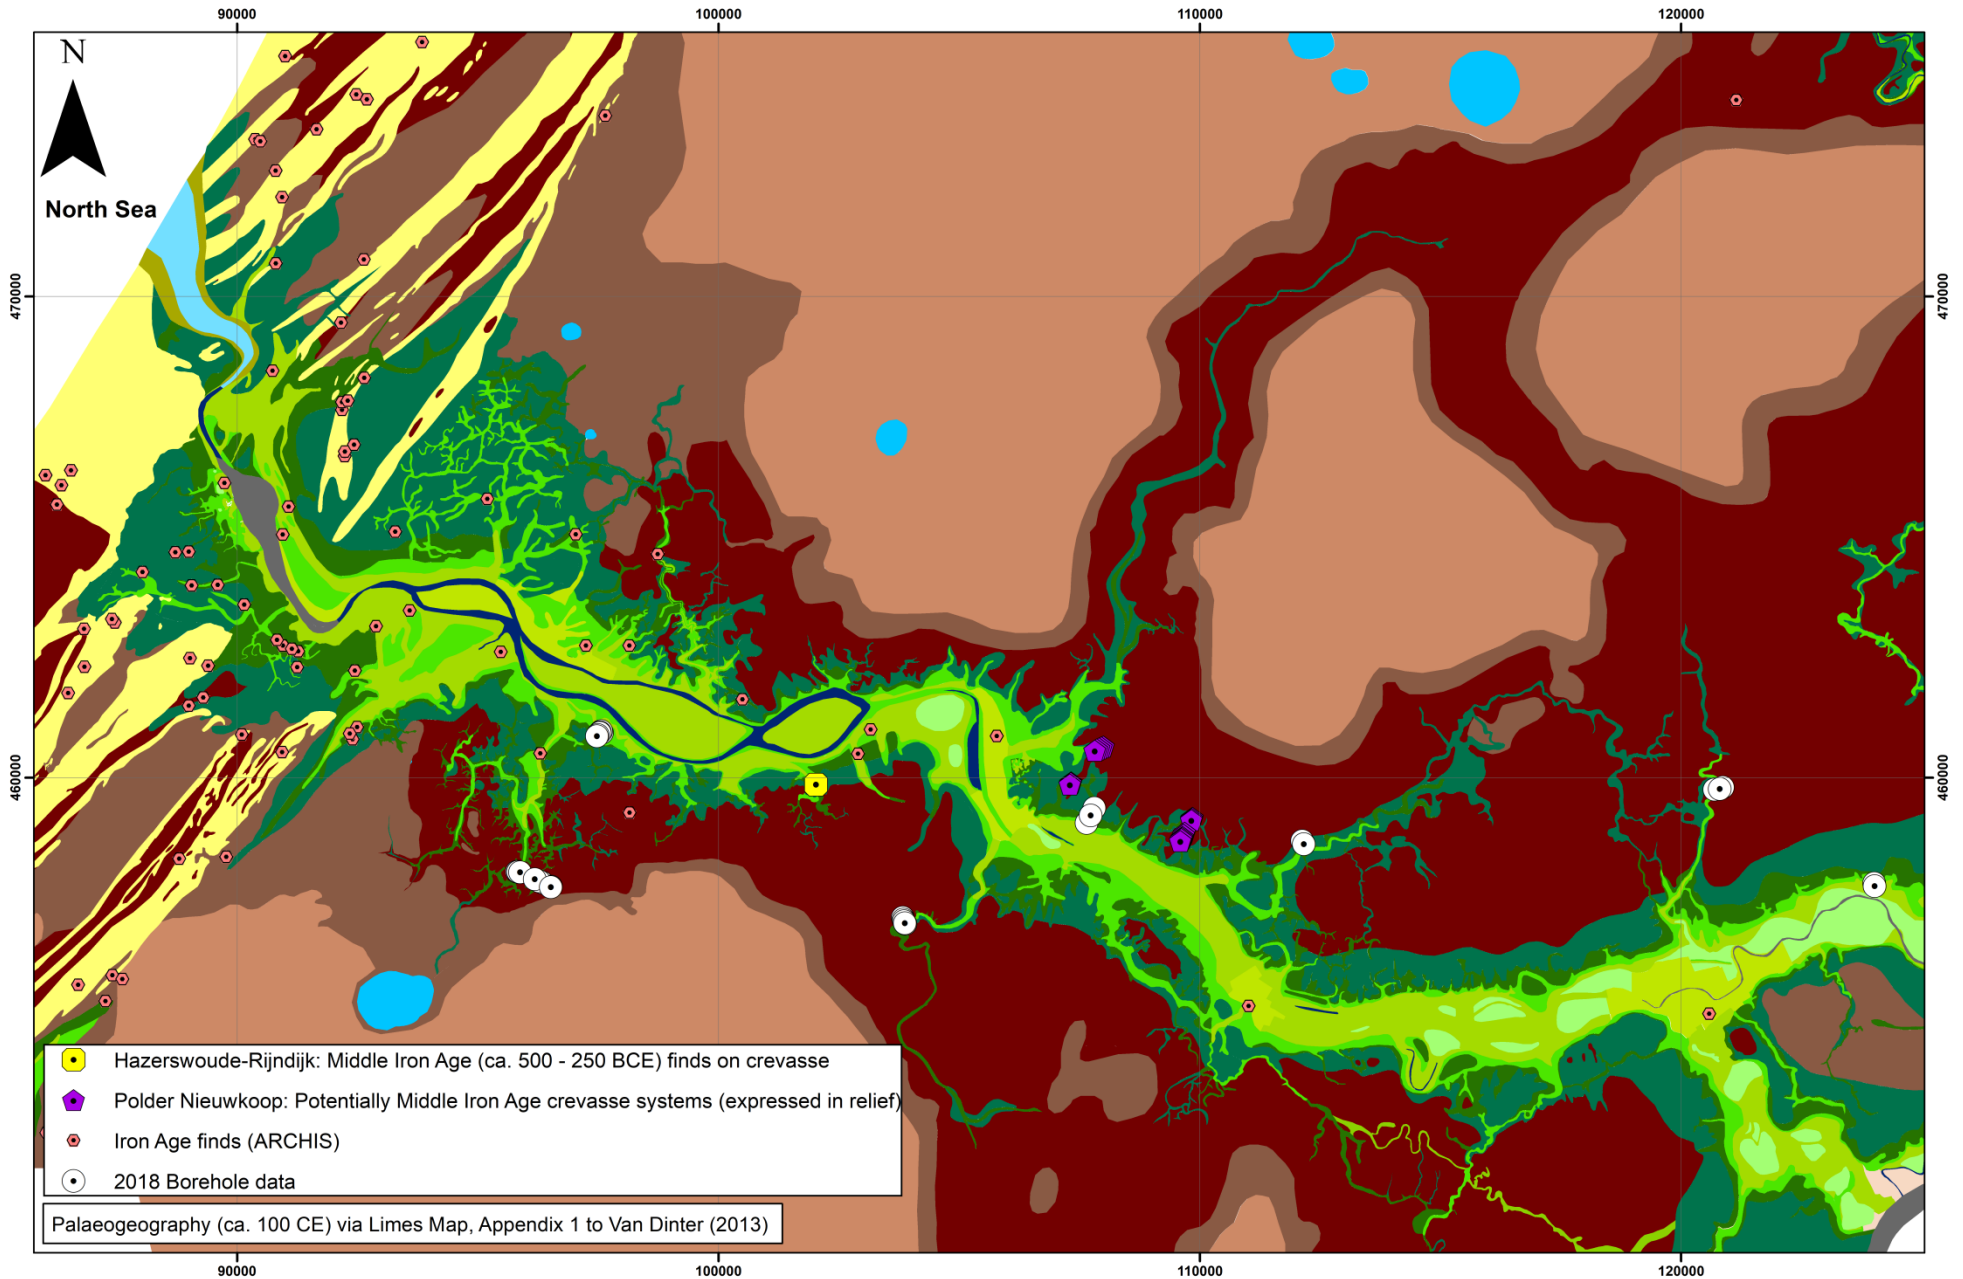 90000 100000 110000 120000
N
North Sea
470000 470000
460000 460000
Hazerswoude-Rijndijk: Middle Iron Age (ca. 500 - 250 BCE) finds on crevasse
Polder Nieuwkoop: Potentially Middle Iron Age crevasse systems (expressed in relief)
Iron Age finds (ARCHIS)
2018 Borehole data
Palaeogeography (ca. 100 CE) via Limes Map, Appendix 1 to Van Dinter (2013)
90000 100000 110000 120000